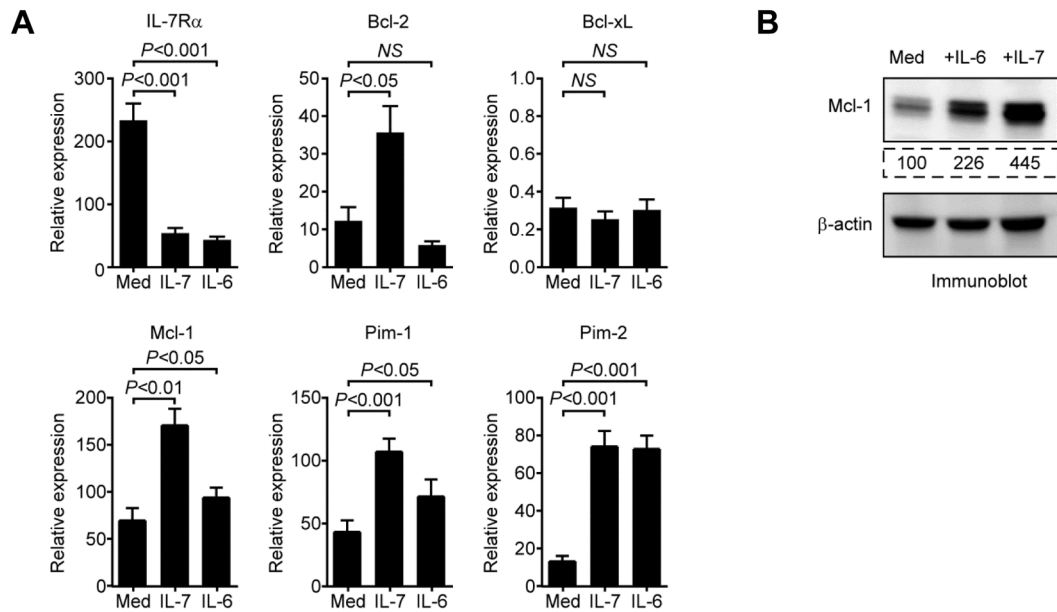 A
IL-7Rα
P<0.001
P<0.001
Relative expression
300
200
100
0
Med IL-7 IL-6
Bcl-2
NS
P<0.05
Relative expression
50
40
30
20
10
0
Med IL-7 IL-6
Bcl-xL
NS
NS
Relative expression
1.0
0.8
0.6
0.4
0.2
0.0
Med IL-7 IL-6
Mcl-1
P<0.05
P<0.01
Relative expression
200
150
100
50
0
Med IL-7 IL-6
Pim-1
P<0.05
P<0.001
Relative expression
150
100
50
0
Med IL-7 IL-6
Pim-2
P<0.001
P<0.001
Relative expression
100
80
60
40
20
0
Med IL-7 IL-6
B
Med +IL-6 +IL-7
Mcl-1
100 226 445
β-actin
Immunoblot